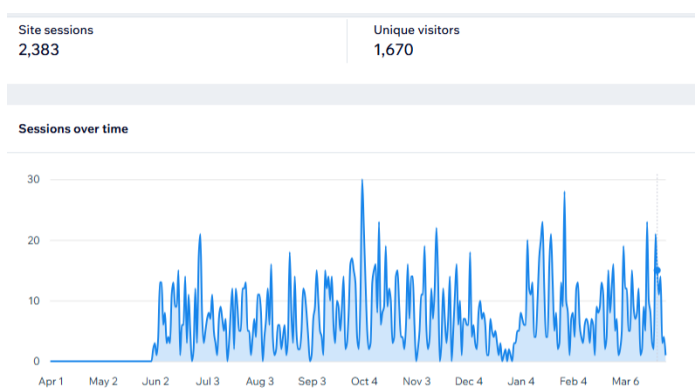 Site sessions
2,383
Unique visitors
1,670
Sessions over time
30
20
10
0
Apr 1 May 2 Jun 2 Jul 3 Aug 3 Sep 3 Oct 4 Nov 3 Dec 4 Jan 4 Feb 4 Mar 6